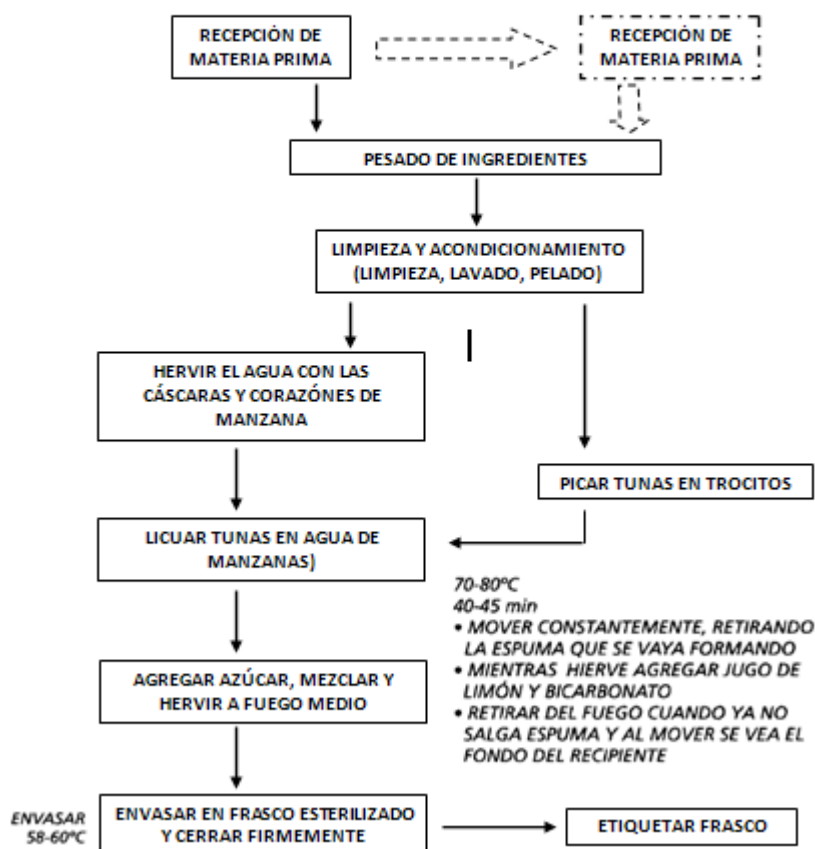 RECEPCIÓN DE
MATERIA PRIMA
RECEPCIÓN DE
MATERIA PRIMA
PESADO DE INGREDIENTES
LIMPIEZA Y ACONDICIONAMIENTO
(LIMPIEZA, LAVADO, PELADO)
HERVIR EL AGUA CON LAS
CÁSCARAS Y CORAZÓNES DE
MANZANA
PICAR TUNAS EN TROCITOS
LICUAR TUNAS EN AGUA DE
MANZANAS)
70-80ºC
40-45 min
• MOVER CONSTANTEMENTE, RETIRANDO
LA ESPUMA QUE SE VAYA FORMANDO
• MIENTRAS HIERVE AGREGAR JUGO DE
LIMÓN Y BICARBONATO
• RETIRAR DEL FUEGO CUANDO YA NO
SALGA ESPUMA Y AL MOVER SE VEA EL
FONDO DEL RECIPIENTE
AGREGAR AZÚCAR, MEZCLAR Y
HERVIR A FUEGO MEDIO
ENVASAR
58-60ºC
ENVASAR EN FRASCO ESTERILIZADO
Y CERRAR FIRMEMENTE
ETIQUETAR FRASCO